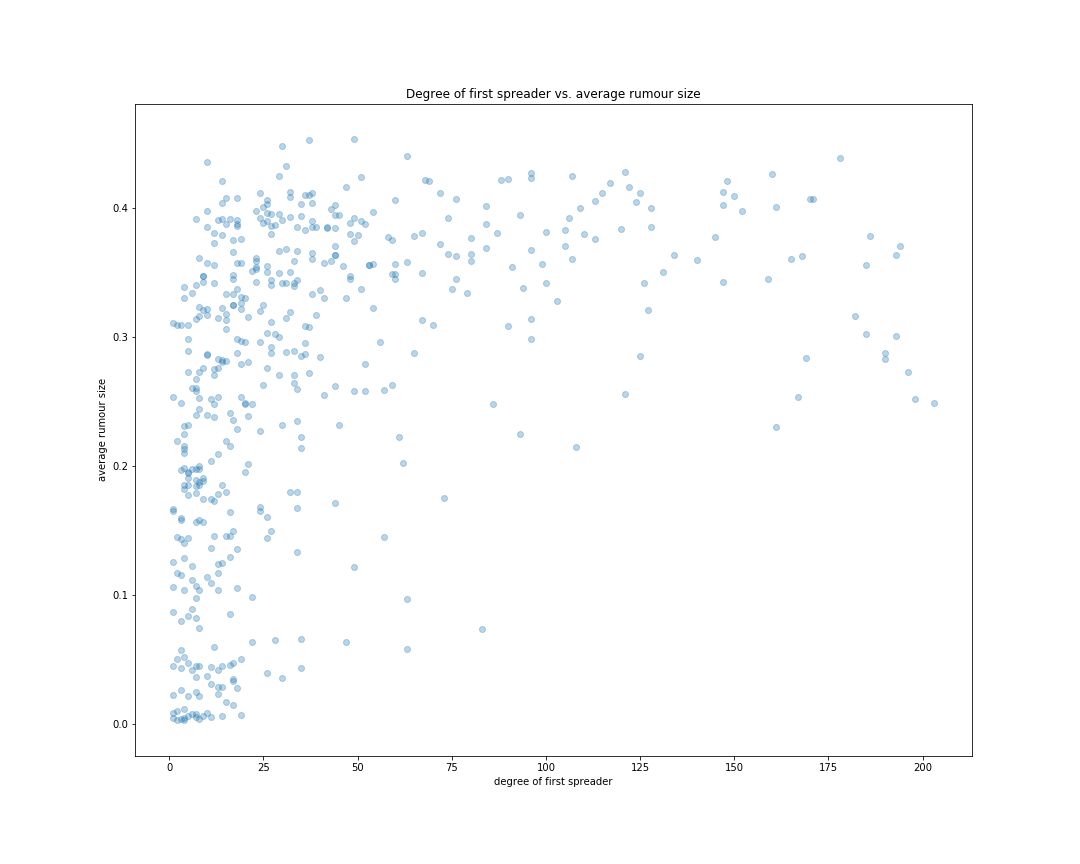 Degree of first spreader vs. average rumour size
0.4
0.3
0.2
0.1
0.0
average rumour size
0 25 50 75 100 125 150 175 200
degree of first spreader